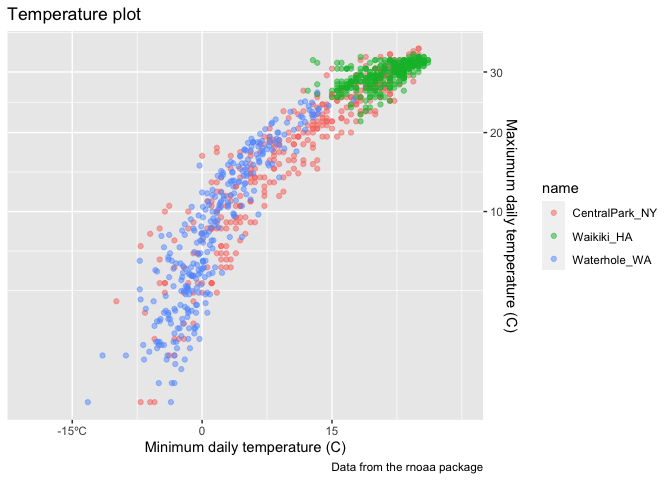 Temperature plot
30
20
10
Maxiumum daily temperature (C)
-15ºC
0
15
Minimum daily temperature (C)
Data from the rnoaa package
name
CentralPark_NY
Waikiki_HA
Waterhole_WA